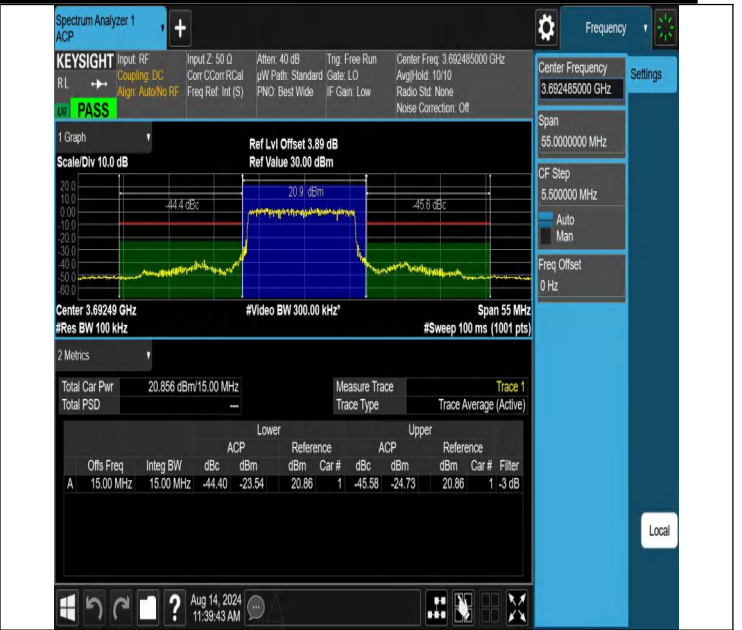 Spectrum Analyzer 1
ACP
+
Frequency
KEYSIGHT Input: RF Input Z: 50 Ω Atten: 40 dB Trig: Free Run Center Freq: 3.692485000 GHz
RL Coupling: DC Corr CCorr RCal µW Path: Standard Gate: LO Avg|Hold: 10/10
Align: Auto/No RF Freq Ref: Int (S) PNO: Best Wide IF Gain: Low Radio Std: None
Noise Correction: Off
PASS
Center Frequency
3.692485000 GHz
Settings
Span
55.0000000 MHz
CF Step
5.500000 MHz
Auto
Man
Freq Offset
0 Hz
1 Graph
Ref Lvl Offset 3.89 dB
Scale/Div 10.0 dB Ref Value 30.00 dBm
20.0
10.0
0.00
-10.0
-20.0
-30.0
-40.0
-50.0
-60.0
-44.4 dBc 20.9 dBm -45.6 dBc
Center 3.69249 GHz #Video BW 300.00 kHz* Span 55 MHz
#Res BW 100 kHz #Sweep 100 ms (1001 pts)
2 Metrics
Total Car Pwr 20.856 dBm/15.00 MHz Measure Trace Trace 1
Total PSD --- Trace Type Trace Average (Active)
Lower Upper
ACP Reference ACP Reference
Offs Freq Integ BW dBc dBm dBm Car # dBc dBm dBm Car # Filter
A 15.00 MHz 15.00 MHz -44.40 -23.54 20.86 1 -45.58 -24.73 20.86 1 -3 dB
Local
? Aug 14, 2024
11:39:43 AM